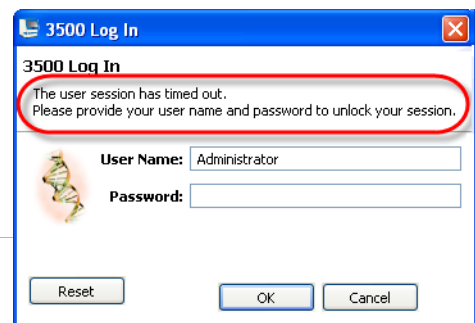 3500 Log In
3500 Log In
The user session has timed out.
Please provide your user name and password to unlock your session.
User Name: Administrator
Password:
Reset OK Cancel